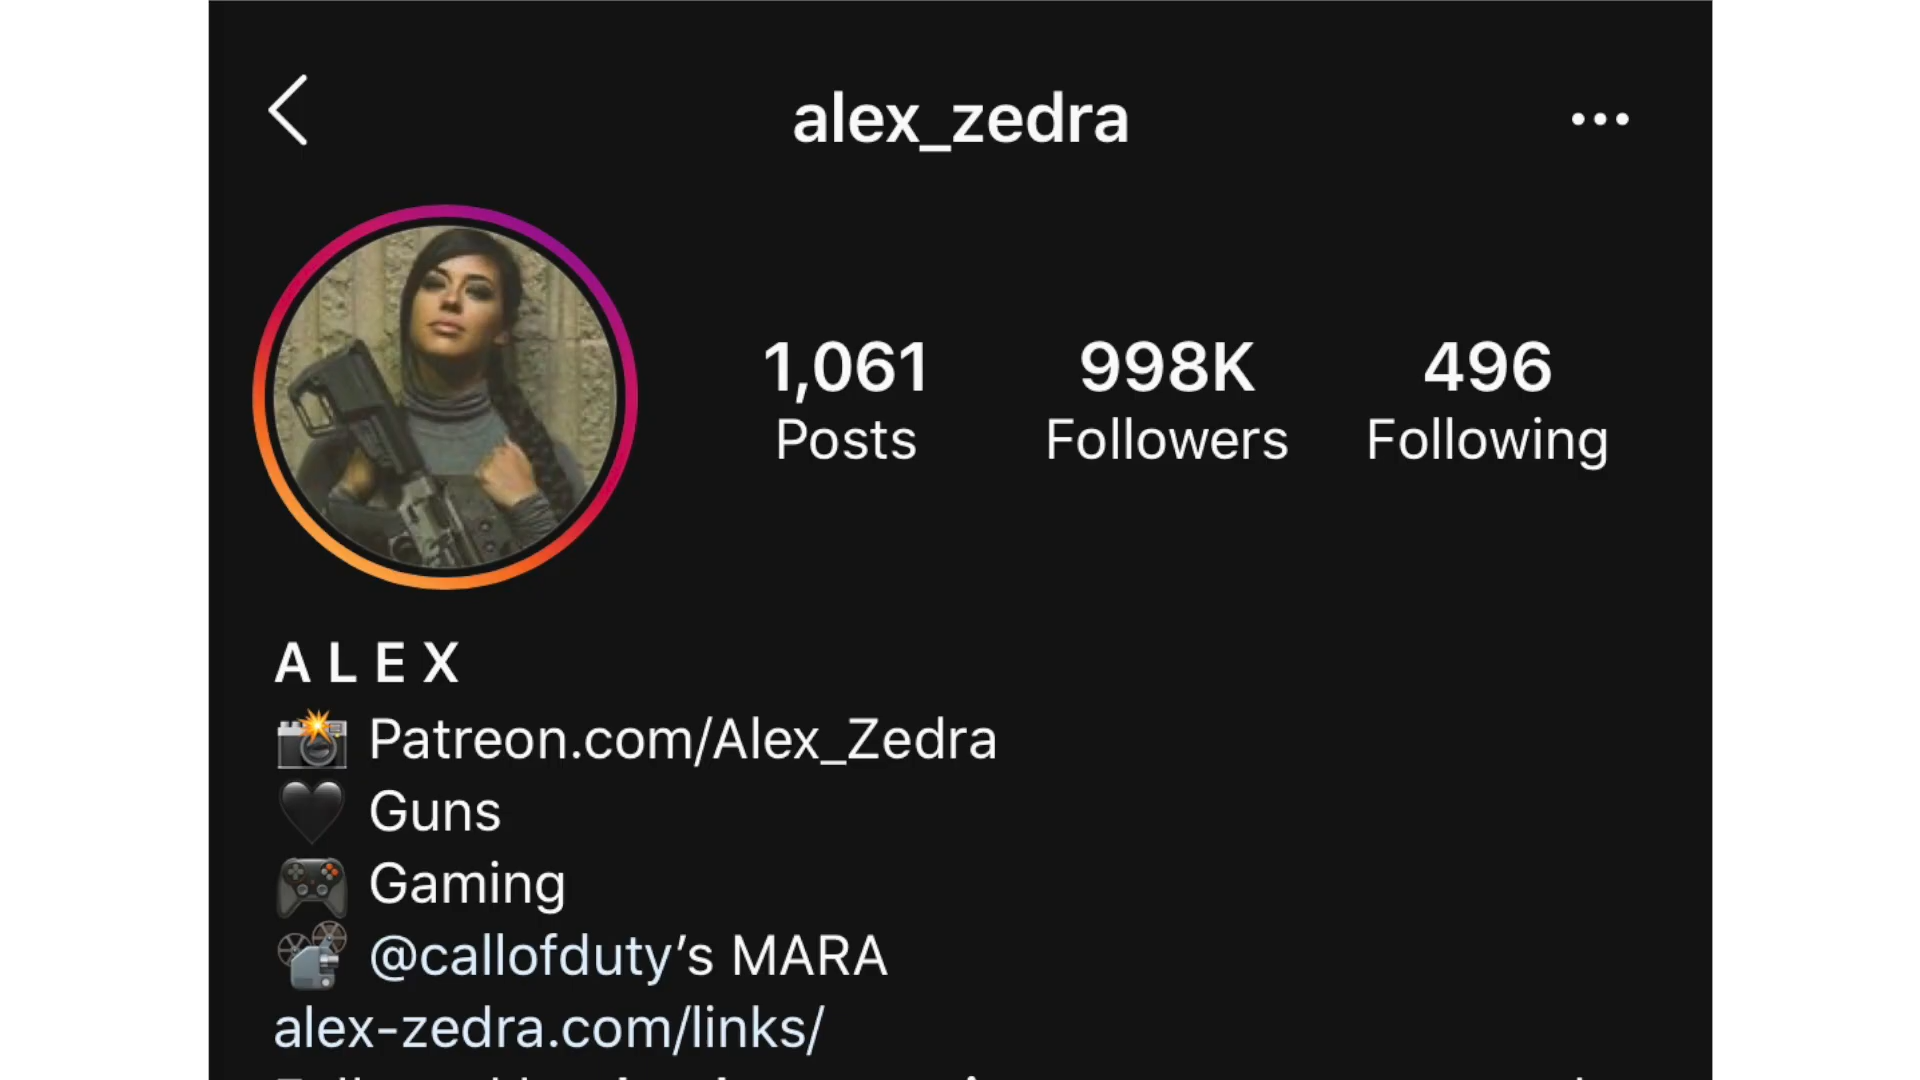 alex_zedra
1,061 998K 496
Posts Followers Following
A L E X
Patreon.com/Alex_Zedra
Guns
Gaming
@callofduty’s MARA
alex-zedra.com/links/